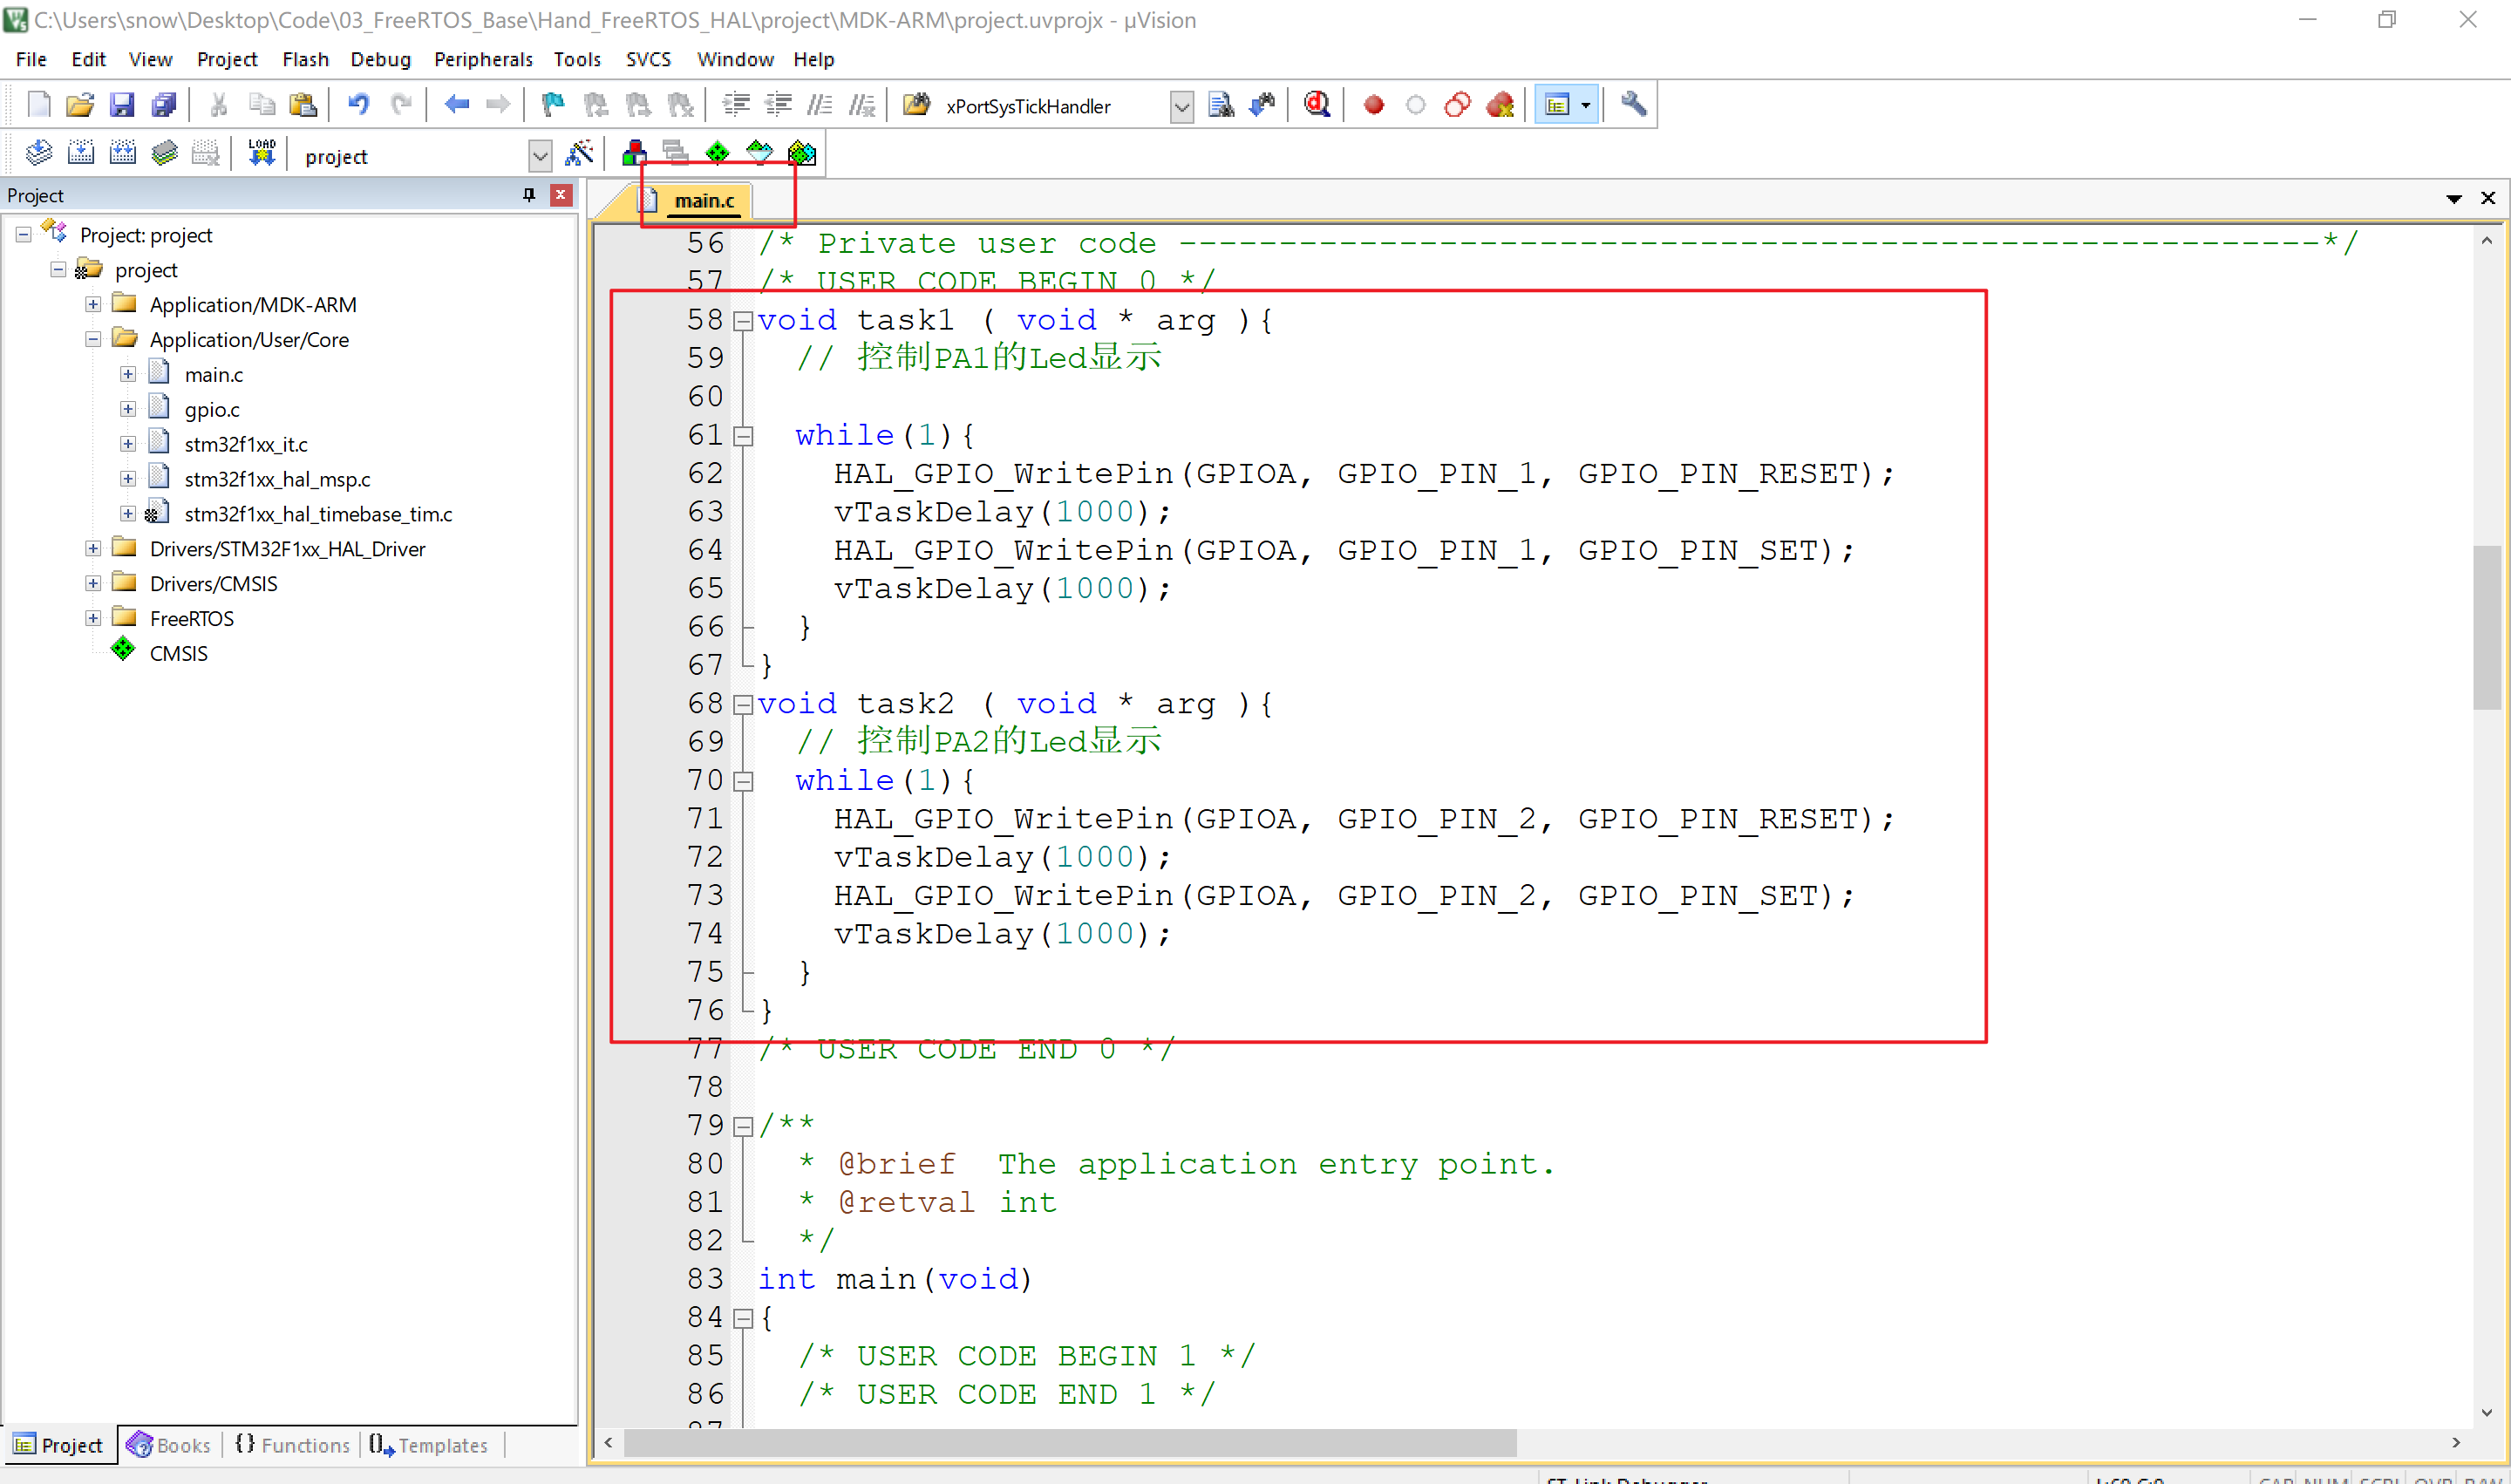 C:\Users\snow\Desktop\Code\03_FreeRTOS_Base\Hand_FreeRTOS_HAL\project\MDK-ARM\project.uvprojx - µVision
File Edit View Project Flash Debug Peripherals Tools SVCS Window Help
xPortSysTickHandler
LOAD project
Project
Project: project
project
Application/MDK-ARM
Application/User/Core
main.c
gpio.c
stm32f1xx_it.c
stm32f1xx_hal_msp.c
stm32f1xx_hal_timebase_tim.c
Drivers/STM32F1xx_HAL_Driver
Drivers/CMSIS
FreeRTOS
CMSIS
Project Books {} Functions Templates
main.c
56 /* Private user code ---------------------------------------------------------*/
57 /* USER CODE BEGIN 0 */
58 void task1 ( void * arg ){
59 // 控制PA1的Led显示
60
61 while(1){
62 HAL_GPIO_WritePin(GPIOA, GPIO_PIN_1, GPIO_PIN_RESET);
63 vTaskDelay(1000);
64 HAL_GPIO_WritePin(GPIOA, GPIO_PIN_1, GPIO_PIN_SET);
65 vTaskDelay(1000);
66 }
67 }
68 void task2 ( void * arg ){
69 // 控制PA2的Led显示
70 while(1){
71 HAL_GPIO_WritePin(GPIOA, GPIO_PIN_2, GPIO_PIN_RESET);
72 vTaskDelay(1000);
73 HAL_GPIO_WritePin(GPIOA, GPIO_PIN_2, GPIO_PIN_SET);
74 vTaskDelay(1000);
75 }
76 }
77 /* USER CODE END 0 */
78
79 /**
80 * @brief  The application entry point.
81 * @retval int
82 */
83 int main(void)
84 {
85 /* USER CODE BEGIN 1 */
86 /* USER CODE END 1 */